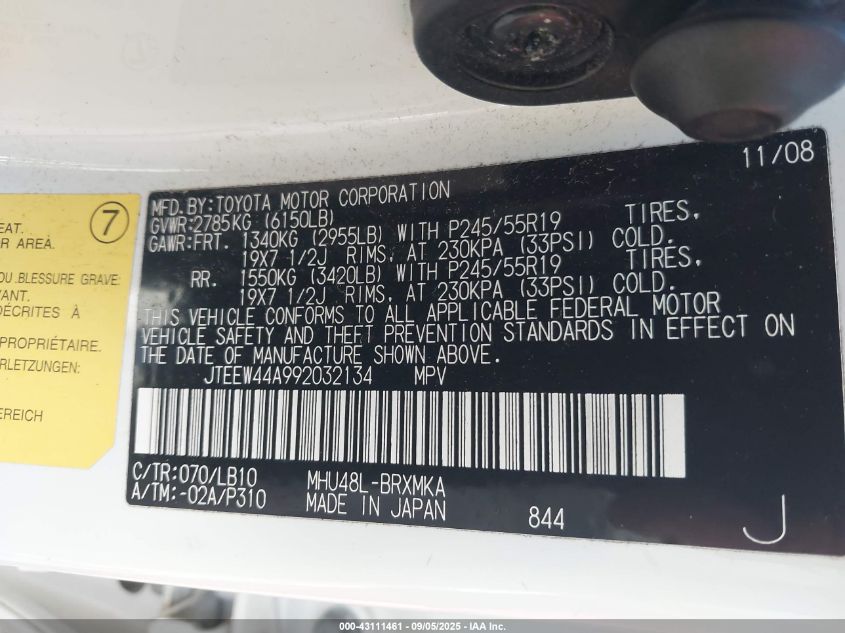 11/08
MFD.BY:TOYOTA MOTOR CORPORATION
GVWR:2785KG (6150LB)
GAWR:FRT. 1340KG (2955LB) WITH P245/55R19 TIRES,
19X7 1/2J RIMS, AT 230KPA (33PSI) COLD.
RR. 1550KG (3420LB) WITH P245/55R19 TIRES,
19X7 1/2J RIMS, AT 230KPA (33PSI) COLD.
THIS VEHICLE CONFORMS TO ALL APPLICABLE FEDERAL MOTOR
VEHICLE SAFETY AND THEFT PREVENTION STANDARDS IN EFFECT ON
THE DATE OF MANUFACTURE SHOWN ABOVE.
JTEEW44A992032134 MPV
C/TR:070/LB10 MHU48L-BRXMKA
A/TM:-02A/P310 MADE IN JAPAN 844
J
7
EAT.
OR AREA.
OU BLESSURE GRAVE:
VANT.
DÉCRITES À
PROPRIÉTAIRE.
ERLETZUNGEN:
BEREICH
000-43111461 - 09/05/2025 - IAA Inc.